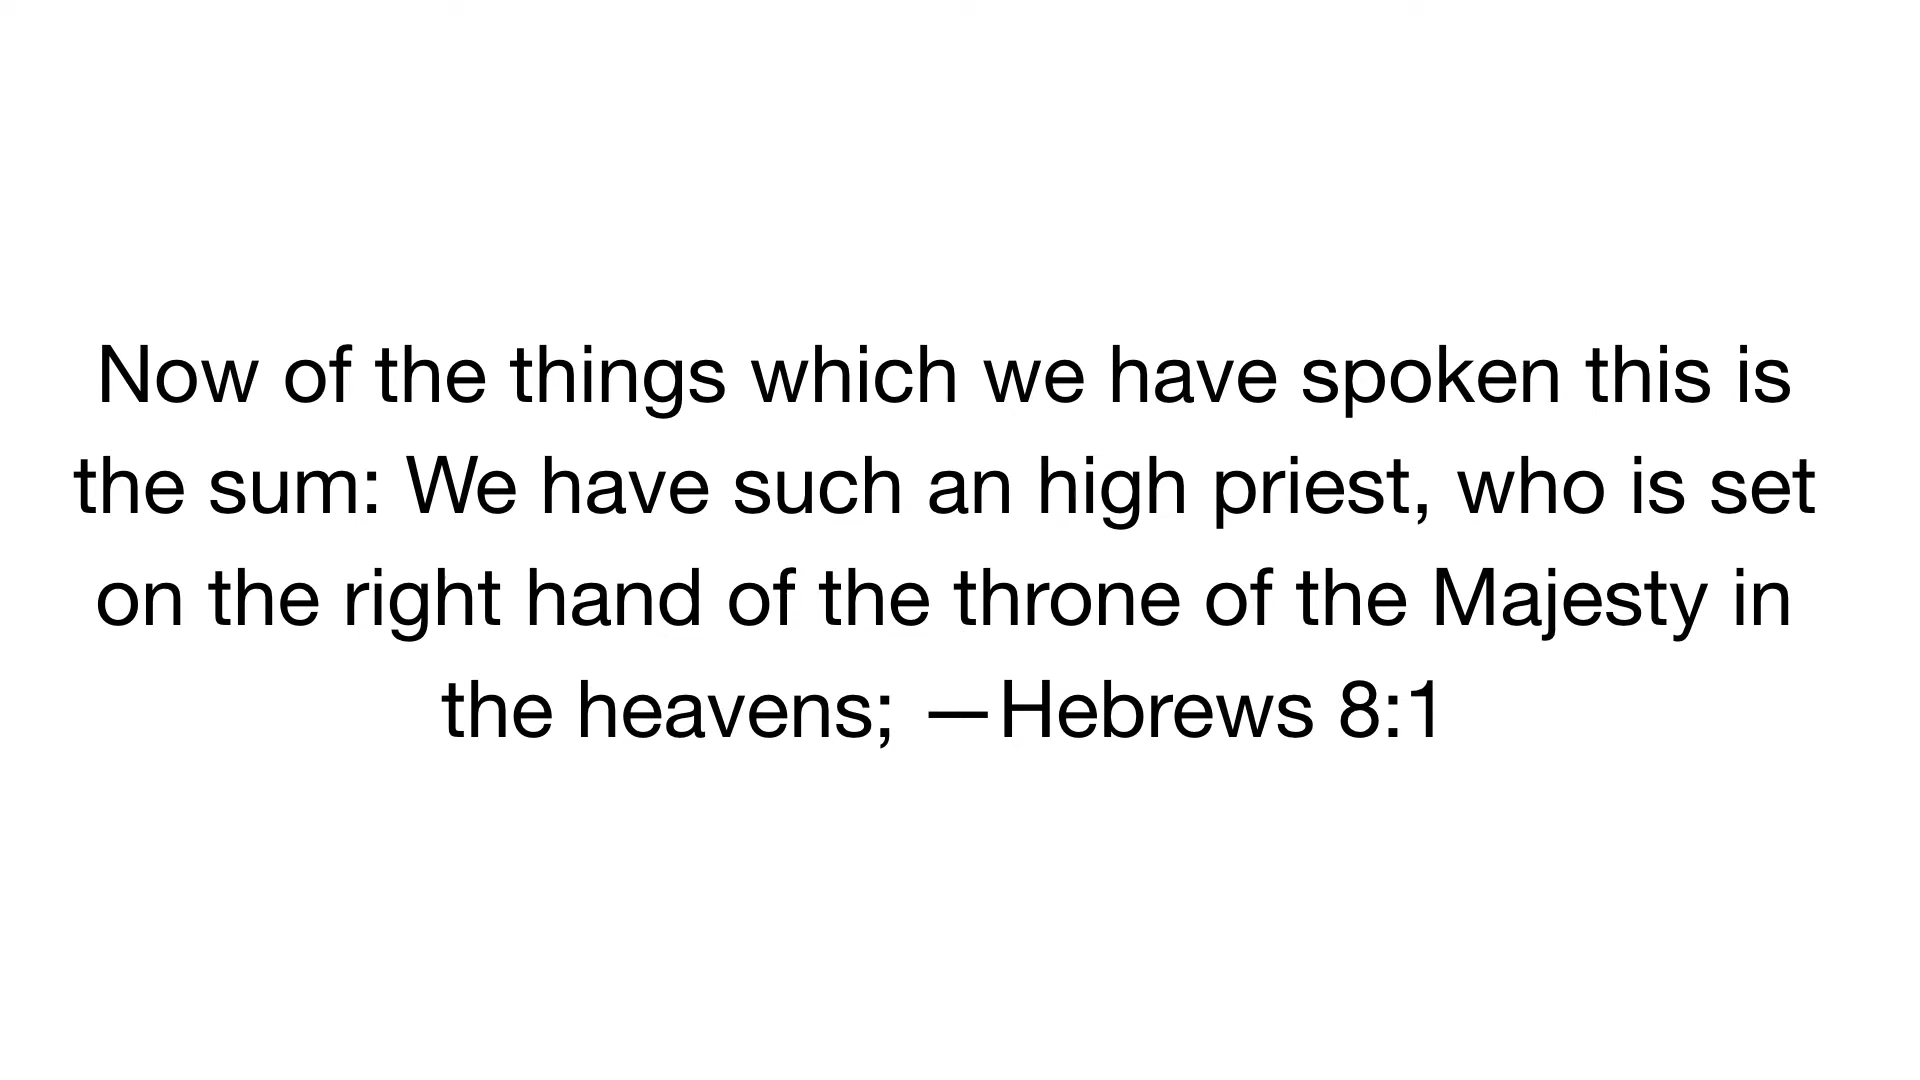 Now of the things which we have spoken this is
the sum: We have such an high priest, who is set
on the right hand of the throne of the Majesty in
the heavens; —Hebrews 8:1